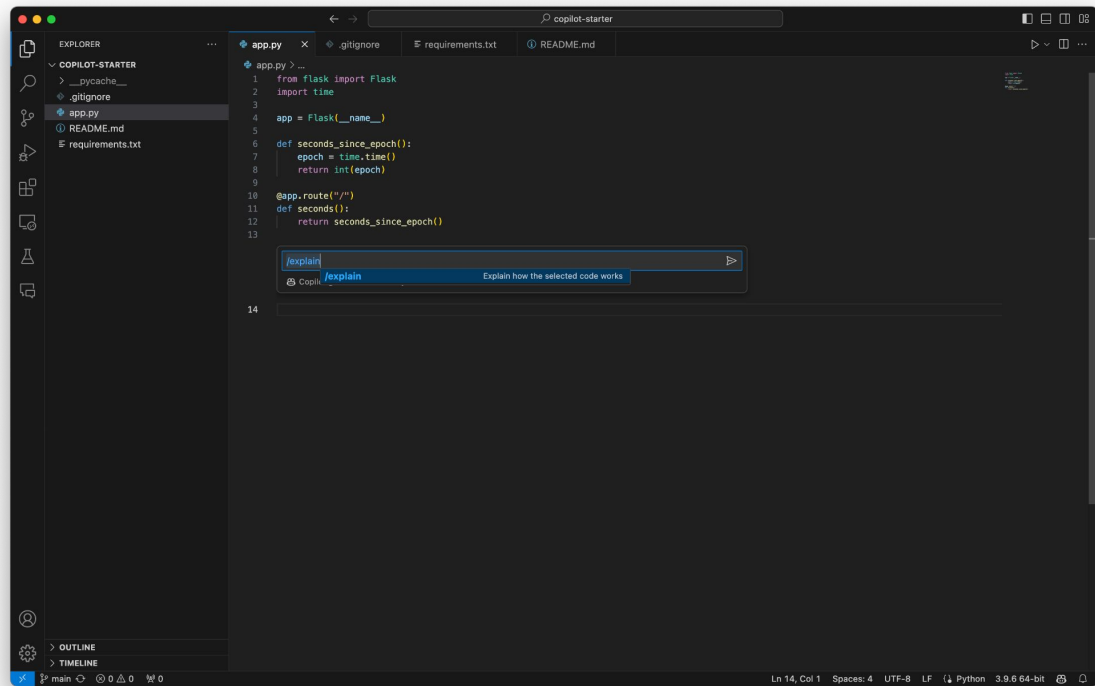 copilot-starter
EXPLORER
COPILOT-STARTER
__pycache__
.gitignore
app.py
README.md
requirements.txt
OUTLINE
TIMELINE
app.py
.gitignore
requirements.txt
README.md
app.py > ...
1 from flask import Flask
2 import time
3
4 app = Flask(__name__)
5
6 def seconds_since_epoch():
7     epoch = time.time()
8     return int(epoch)
9
10 @app.route("/")
11 def seconds():
12     return seconds_since_epoch()
13
/explain
/explain Explain how the selected code works
14
main 0 0 0
Ln 14, Col 1 Spaces: 4 UTF-8 LF Python 3.9.6 64-bit